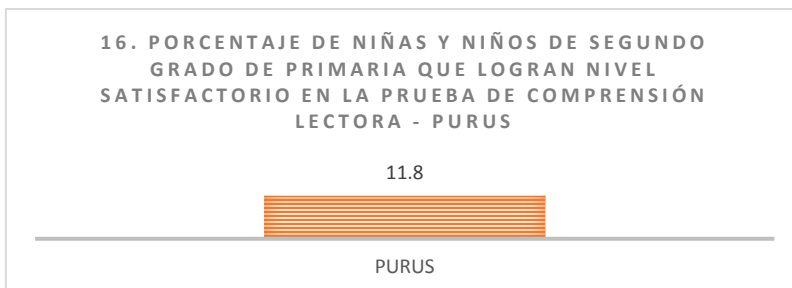 16. PORCENTAJE DE NIÑAS Y NIÑOS DE SEGUNDO
GRADO DE PRIMARIA QUE LOGRAN NIVEL
SATISFACTORIO EN LA PRUEBA DE COMPRENSIÓN
LECTORA - PURUS
11.8
PURUS